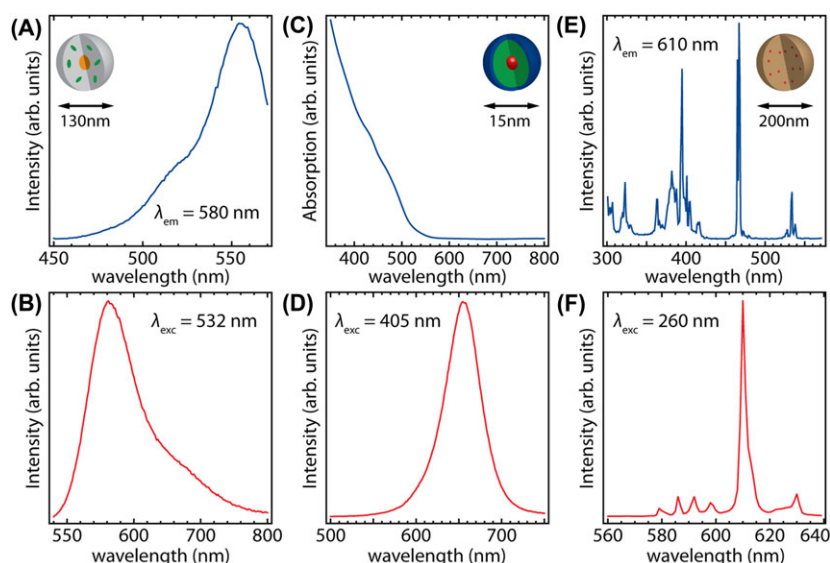 (A)
Intensity (arb. units)
130nm
λem = 580 nm
450 500 550
wavelength (nm)
(C)
Absorption (arb. units)
15nm
400 500 600 700 800
wavelength (nm)
(E)
Intensity (arb. units)
λem = 610 nm
200nm
300 400 500
wavelength (nm)
(B)
Intensity (arb. units)
λexc = 532 nm
530 600 700 800
wavelength (nm)
(D)
Intensity (arb. units)
λexc = 405 nm
500 600 700
wavelength (nm)
(F)
Intensity (arb. units)
λexc = 260 nm
560 580 600 620 640
wavelength (nm)